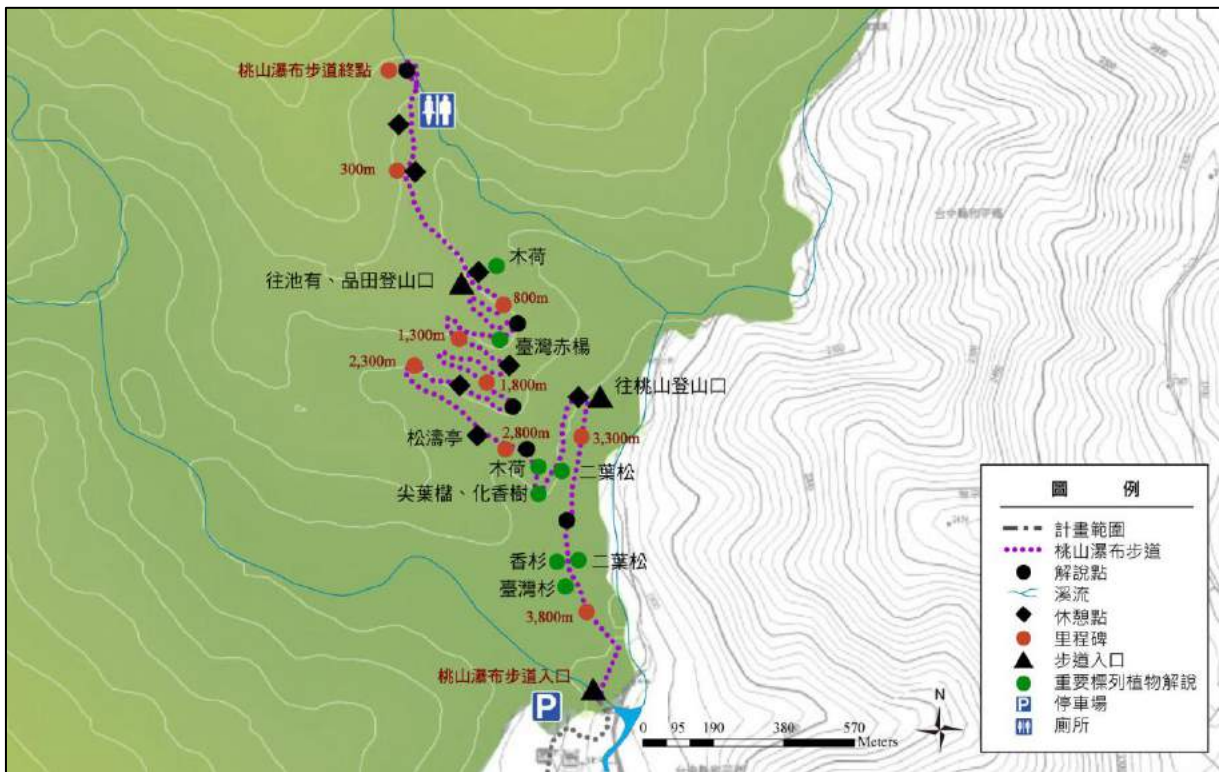 桃山瀑布步道終點
300m
木荷
往池有、品田登山口
800m
1,300m
臺灣赤楊
2,300m
1,800m
往桃山登山口
松濤亭
2,800m
3,300m
木荷
二葉松
尖葉櫧、化香樹
香杉
二葉松
臺灣杉
3,800m
桃山瀑布步道入口
P
0 95 190 380 570
Meters
N
圖 例
計畫範圍
桃山瀑布步道
解說點
溪流
休憩點
里程碑
步道入口
重要標列植物解說
P 停車場
廁所